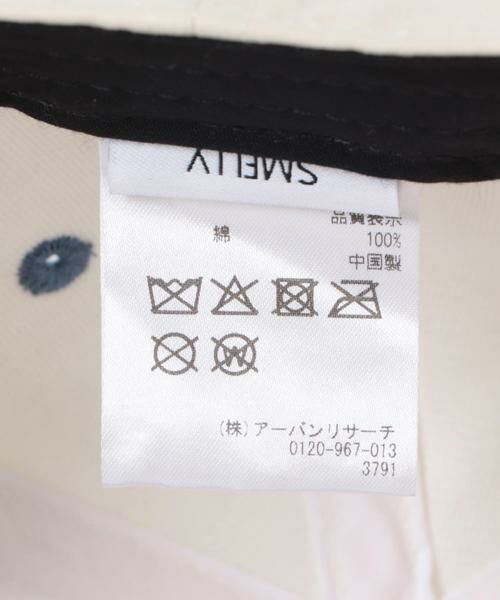 SMELLY
品質表示
綿 100%
中国製
(株)アーバンリサーチ
0120-967-013
3791